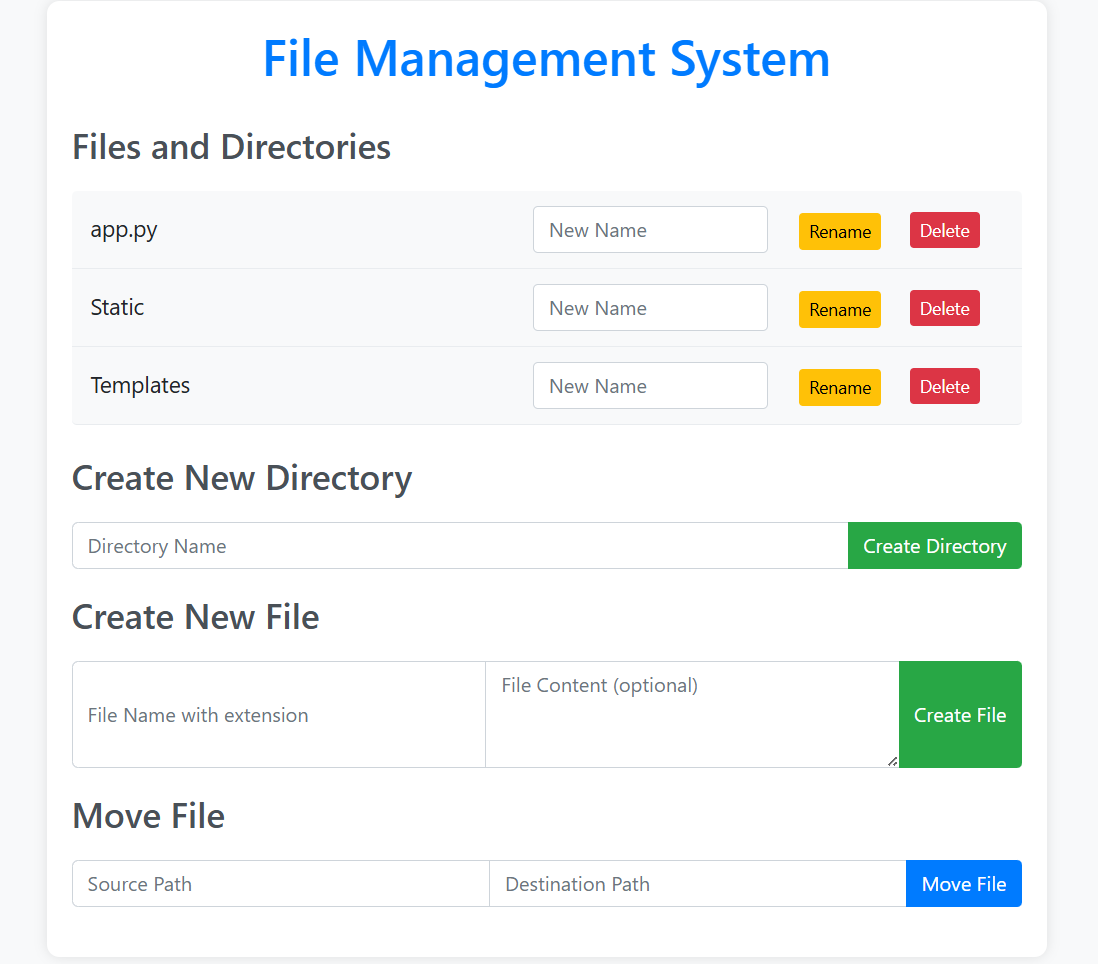 File Management System
Files and Directories
app.py New Name Rename Delete
Static New Name Rename Delete
Templates New Name Rename Delete
Create New Directory
Directory Name Create Directory
Create New File
File Content (optional)
File Name with extension Create File
Move File
Source Path Destination Path Move File